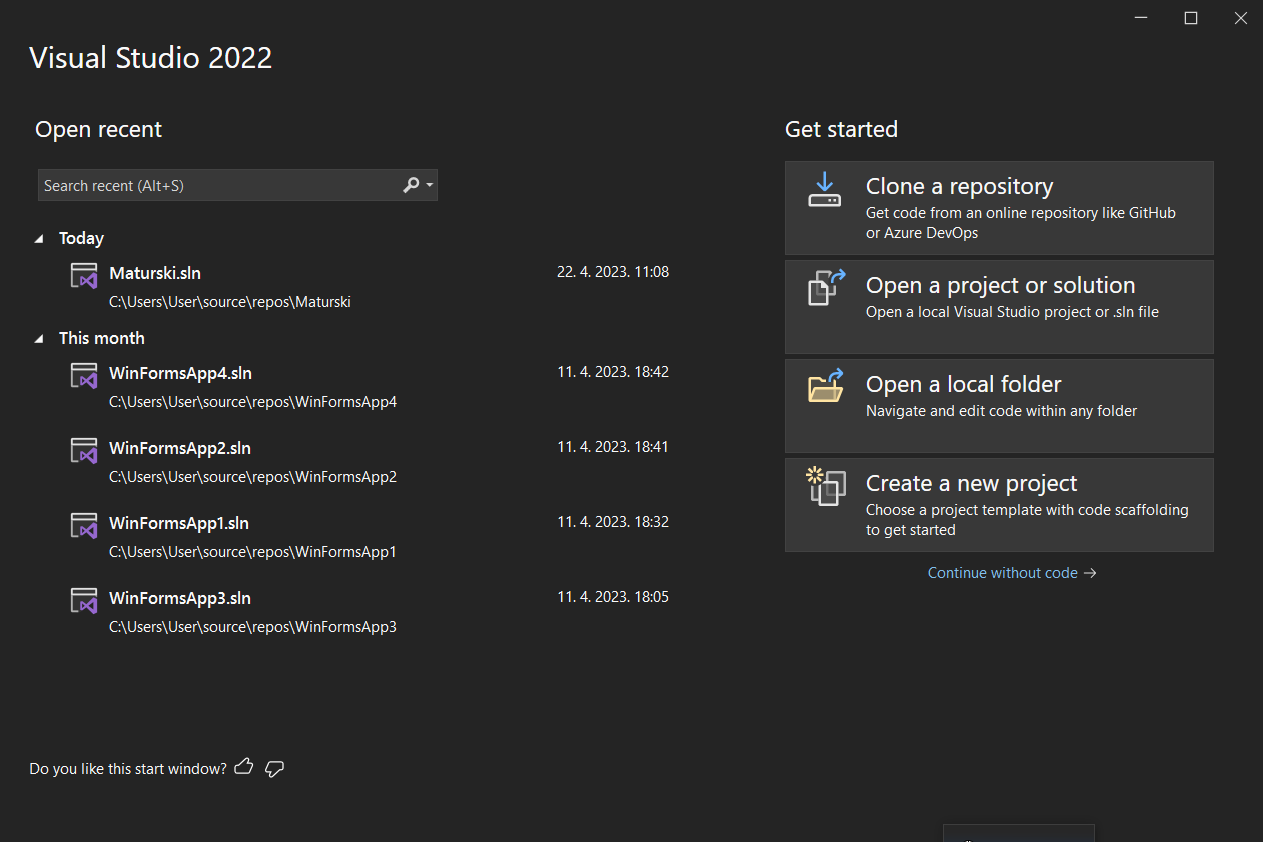 Visual Studio 2022
Open recent
Search recent (Alt+S)
Today
Maturski.sln
22. 4. 2023. 11:08
C:\Users\User\source\repos\Maturski
This month
WinFormsApp4.sln
11. 4. 2023. 18:42
C:\Users\User\source\repos\WinFormsApp4
WinFormsApp2.sln
11. 4. 2023. 18:41
C:\Users\User\source\repos\WinFormsApp2
WinFormsApp1.sln
11. 4. 2023. 18:32
C:\Users\User\source\repos\WinFormsApp1
WinFormsApp3.sln
11. 4. 2023. 18:05
C:\Users\User\source\repos\WinFormsApp3
Get started
Clone a repository
Get code from an online repository like GitHub
or Azure DevOps
Open a project or solution
Open a local Visual Studio project or .sln file
Open a local folder
Navigate and edit code within any folder
Create a new project
Choose a project template with code scaffolding
to get started
Continue without code →
Do you like this start window?